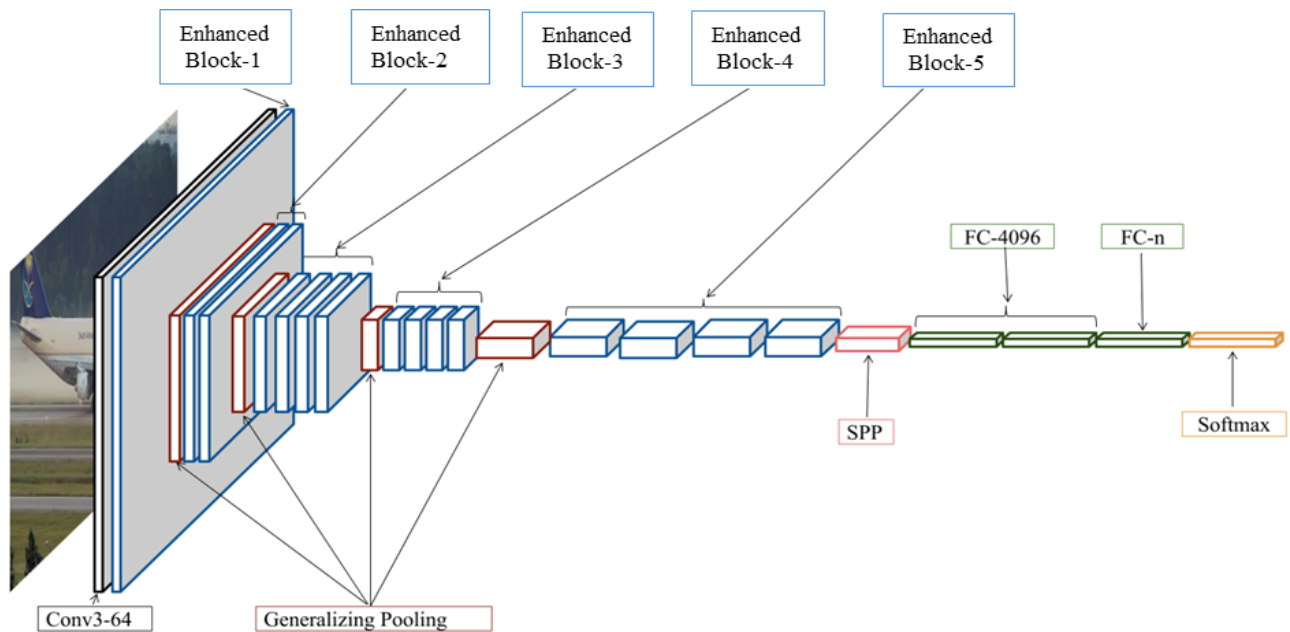 Enhanced
Block-1
Enhanced
Block-2
Enhanced
Block-3
Enhanced
Block-4
Enhanced
Block-5
FC-4096
FC-n
SPP
Softmax
Conv3-64
Generalizing Pooling